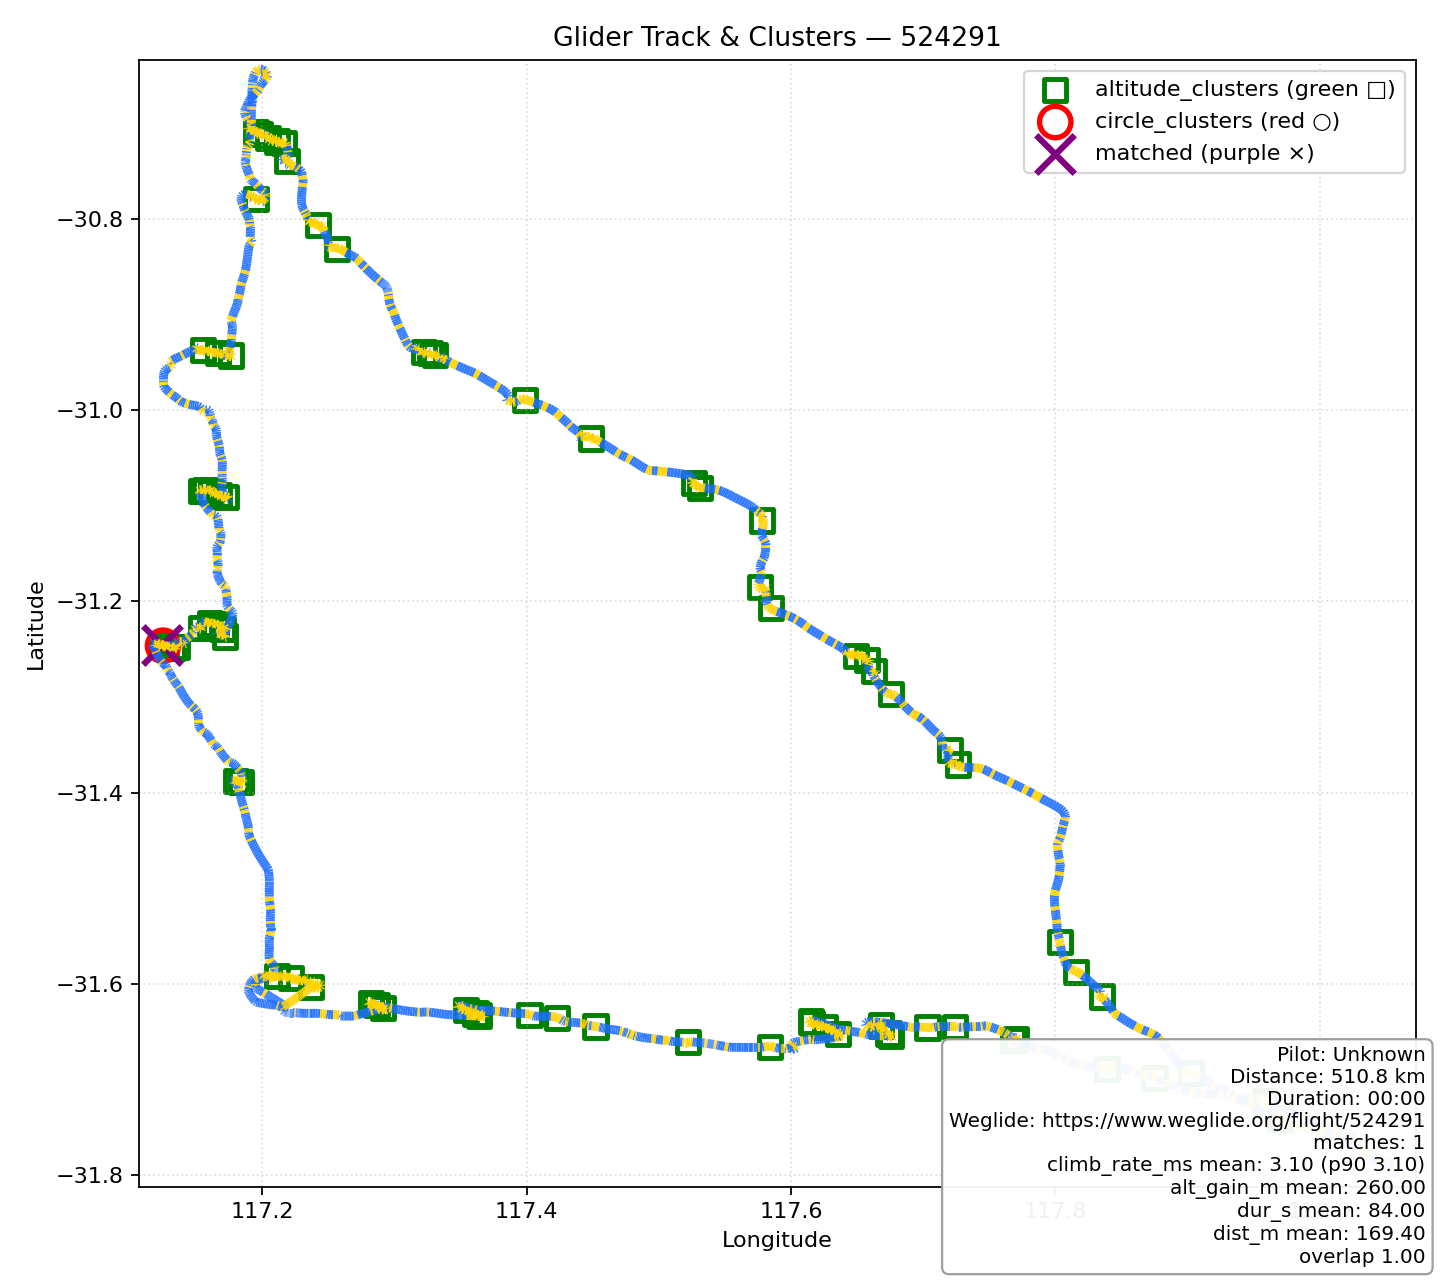 Glider Track & Clusters — 524291
altitude_clusters (green □)
circle_clusters (red ○)
matched (purple ×)
Latitude
−30.8
−31.0
−31.2
−31.4
−31.6
−31.8
117.2
117.4
117.6
117.8
Longitude
Pilot: Unknown
Distance: 510.8 km
Duration: 00:00
Weglide: https://www.weglide.org/flight/524291
matches: 1
climb_rate_ms mean: 3.10 (p90 3.10)
alt_gain_m mean: 260.00
dur_s mean: 84.00
dist_m mean: 169.40
overlap 1.00